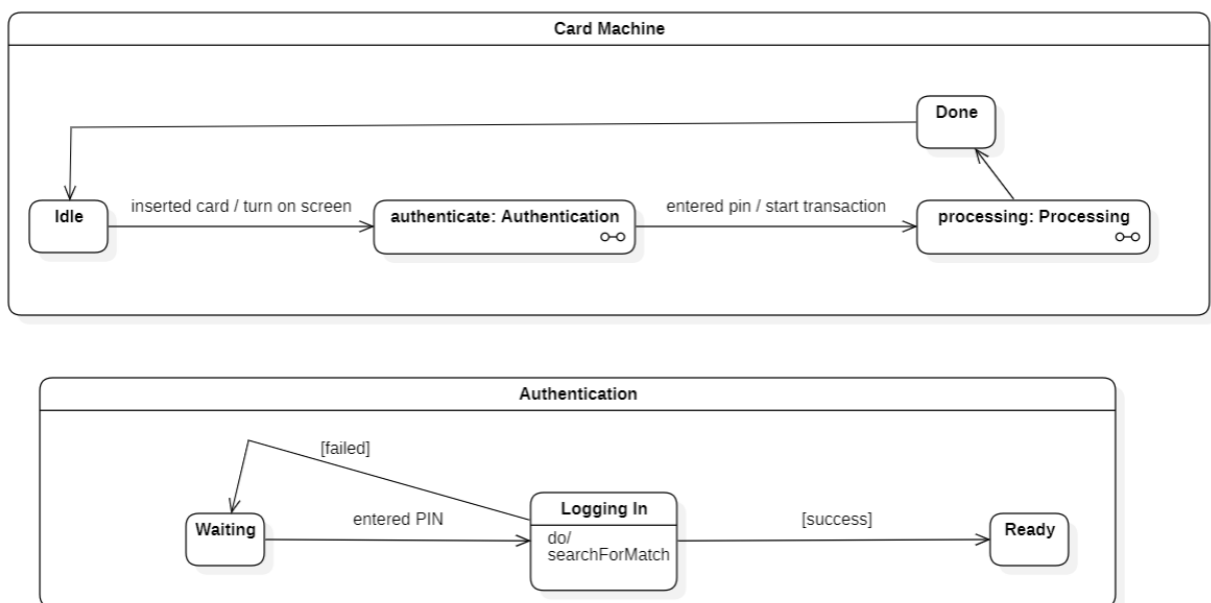 Card Machine
Done
Idle
inserted card / turn on screen
authenticate: Authentication
entered pin / start transaction
processing: Processing
Authentication
[failed]
Waiting
entered PIN
Logging In
do/
searchForMatch
[success]
Ready